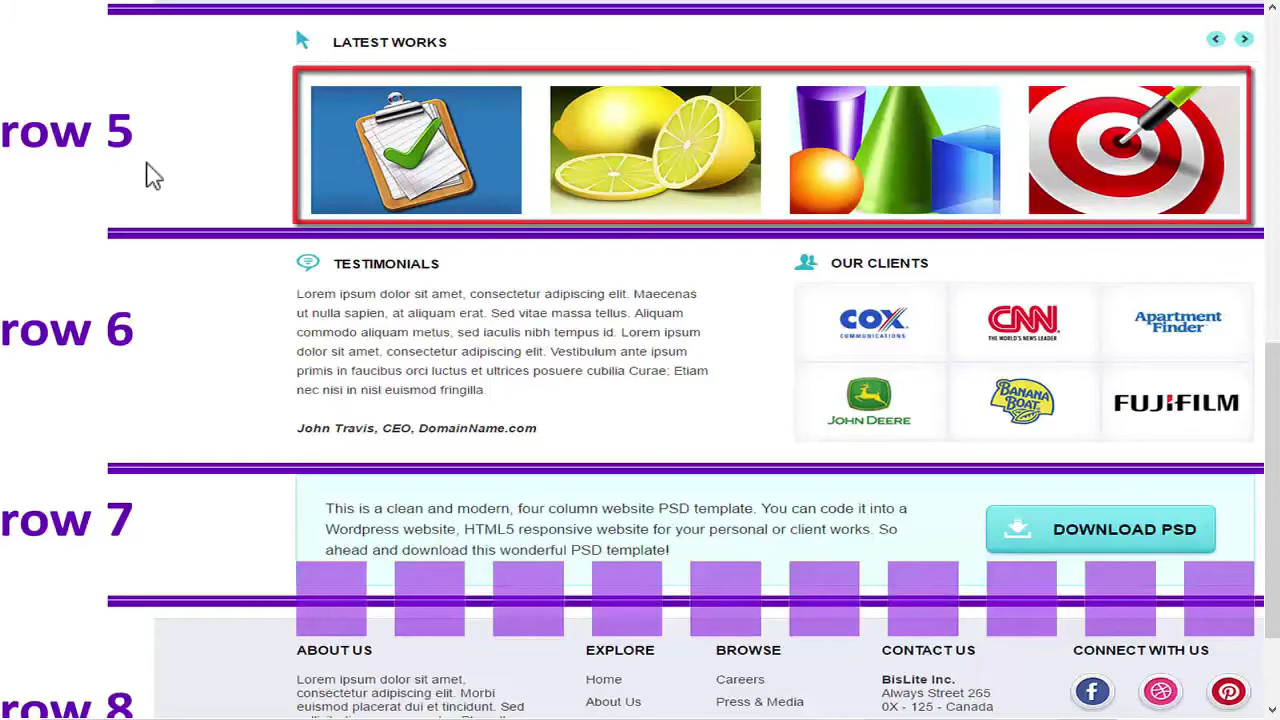 LATEST WORKS
row 5
TESTIMONIALS
OUR CLIENTS
Lorem ipsum dolor sit amet, consectetur adipiscing elit. Maecenas
ut nulla sapien, at aliquam erat. Sed vitae massa tellus. Aliquam
commodo aliquam metus, sed iaculis nibh tempus id. Lorem ipsum
dolor sit amet, consectetur adipiscing elit. Vestibulum ante ipsum
primis in faucibus orci luctus et ultrices posuere cubilia Curae; Etiam
nec nisi in nisl euismod fringilla.
John Travis, CEO, DomainName.com
row 6
COX
COMMUNICATIONS
CNN
THE WORLD'S NEWS LEADER
Apartment
Finder
JOHN DEERE
BANANA
BOAT
FUJIFILM
row 7
This is a clean and modern, four column website PSD template. You can code it into a
Wordpress website, HTML5 responsive website for your personal or client works. So
ahead and download this wonderful PSD template!
DOWNLOAD PSD
ABOUT US
Lorem ipsum dolor sit amet,
consectetur adipiscing elit. Morbi
euismod placerat dui et tincidunt. Sed
EXPLORE
Home
About Us
BROWSE
Careers
Press & Media
CONTACT US
BisLite Inc.
Always Street 265
0X - 125 - Canada
CONNECT WITH US
row 8